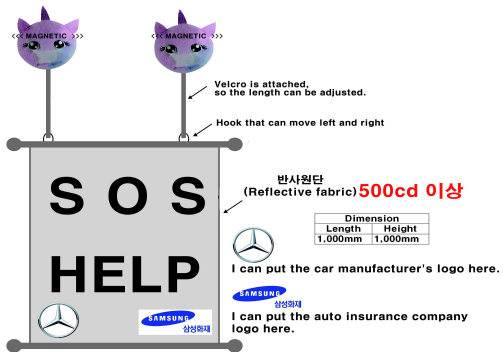 <<< MAGNETIC >>>
<<< MAGNETIC >>>
Velcro is attached,
so the length can be adjusted.
Hook that can move left and right
SOS
반사원단
(Reflective fabric) 500cd 이상
Dimension
Length Height
1,000mm 1,000mm
HELP
I can put the car manufacturer's logo here.
SAMSUNG
삼성화재
SAMSUNG
삼성화재
I can put the auto insurance company
logo here.